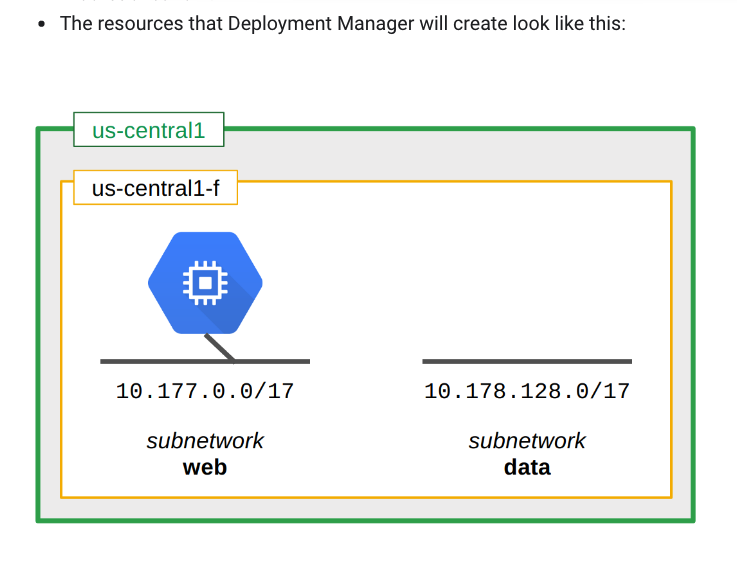 The resources that Deployment Manager will create look like this:
us-central1
us-central1-f
10.177.0.0/17
10.178.128.0/17
subnetwork
web
subnetwork
data